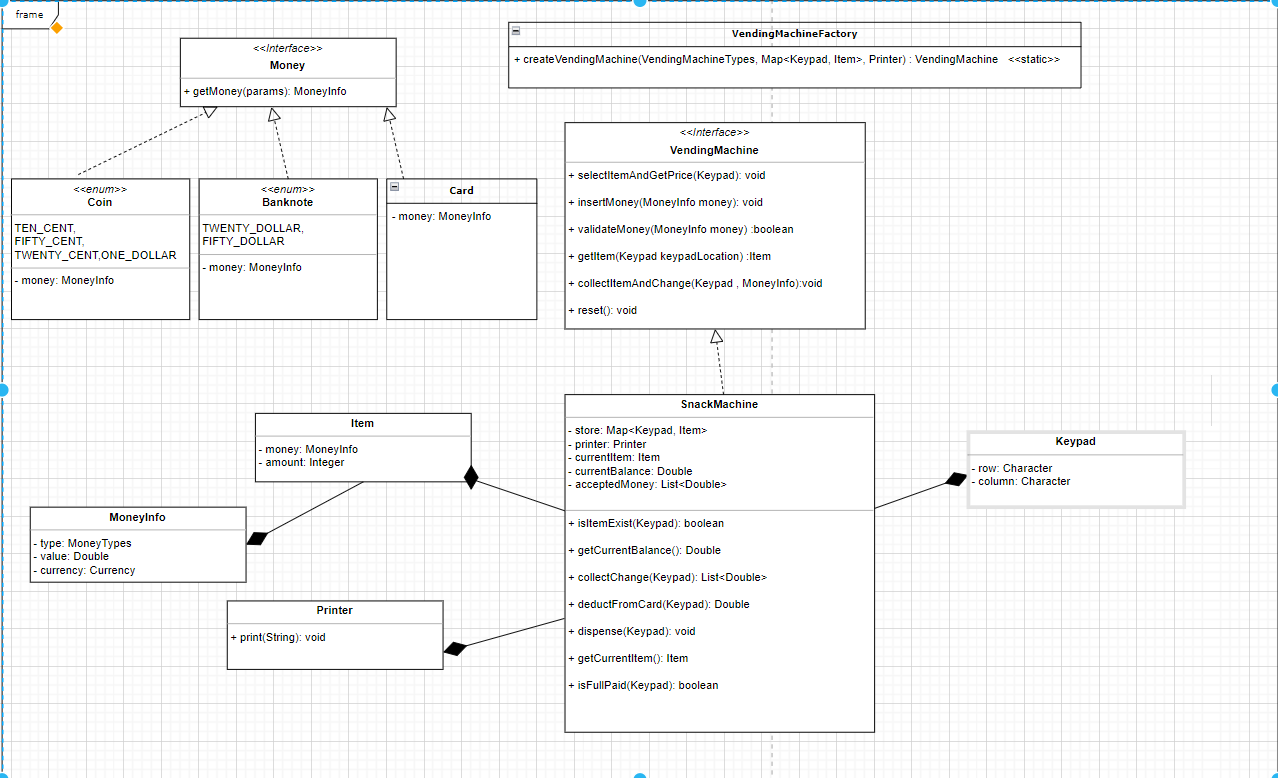 frame
<<Interface>>
Money
+ getMoney(params): MoneyInfo
VendingMachineFactory
+ createVendingMachine(VendingMachineTypes, Map<Keypad, Item>, Printer) : VendingMachine <<static>>
<<enum>>
Coin
TEN_CENT,
FIFTY_CENT,
TWENTY_CENT,ONE_DOLLAR
- money: MoneyInfo
<<enum>>
Banknote
TWENTY_DOLLAR,
FIFTY_DOLLAR
- money: MoneyInfo
Card
- money: MoneyInfo
<<Interface>>
VendingMachine
+ selectItemAndGetPrice(Keypad): void
+ insertMoney(MoneyInfo money): void
+ validateMoney(MoneyInfo money) :boolean
+ getItem(Keypad keypadLocation) :Item
+ collectItemAndChange(Keypad , MoneyInfo):void
+ reset(): void
Item
- money: MoneyInfo
- amount: Integer
MoneyInfo
- type: MoneyTypes
- value: Double
- currency: Currency
Printer
+ print(String): void
SnackMachine
- store: Map<Keypad, Item>
- printer: Printer
- currentItem: Item
- currentBalance: Double
- acceptedMoney: List<Double>
+ isItemExist(Keypad): boolean
+ getCurrentBalance(): Double
+ collectChange(Keypad): List<Double>
+ deductFromCard(Keypad): Double
+ dispense(Keypad): void
+ getCurrentItem(): Item
+ isFullPaid(Keypad): boolean
Keypad
- row: Character
- column: Character